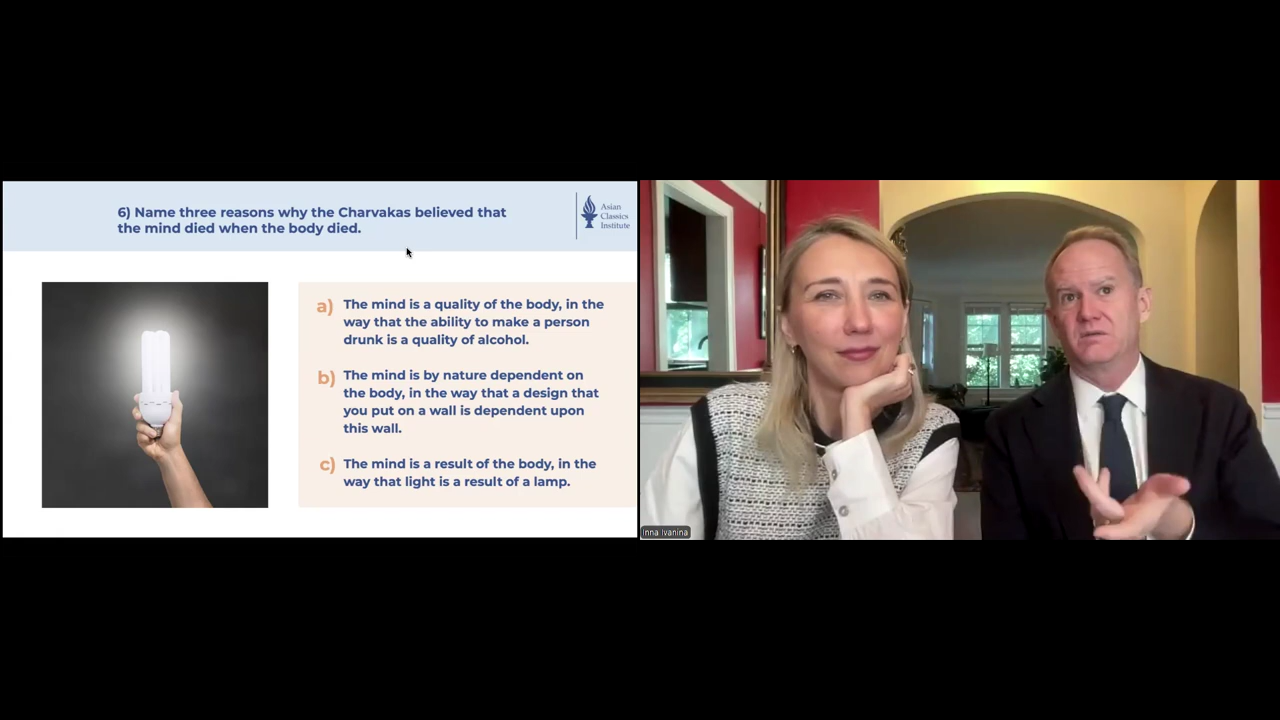 6) Name three reasons why the Charvakas believed that
the mind died when the body died.
Asian
Classics
Institute
a) The mind is a quality of the body, in the
way that the ability to make a person
drunk is a quality of alcohol.
b) The mind is by nature dependent on
the body, in the way that a design that
you put on a wall is dependent upon
this wall.
c) The mind is a result of the body, in the
way that light is a result of a lamp.
Inna Ivanina